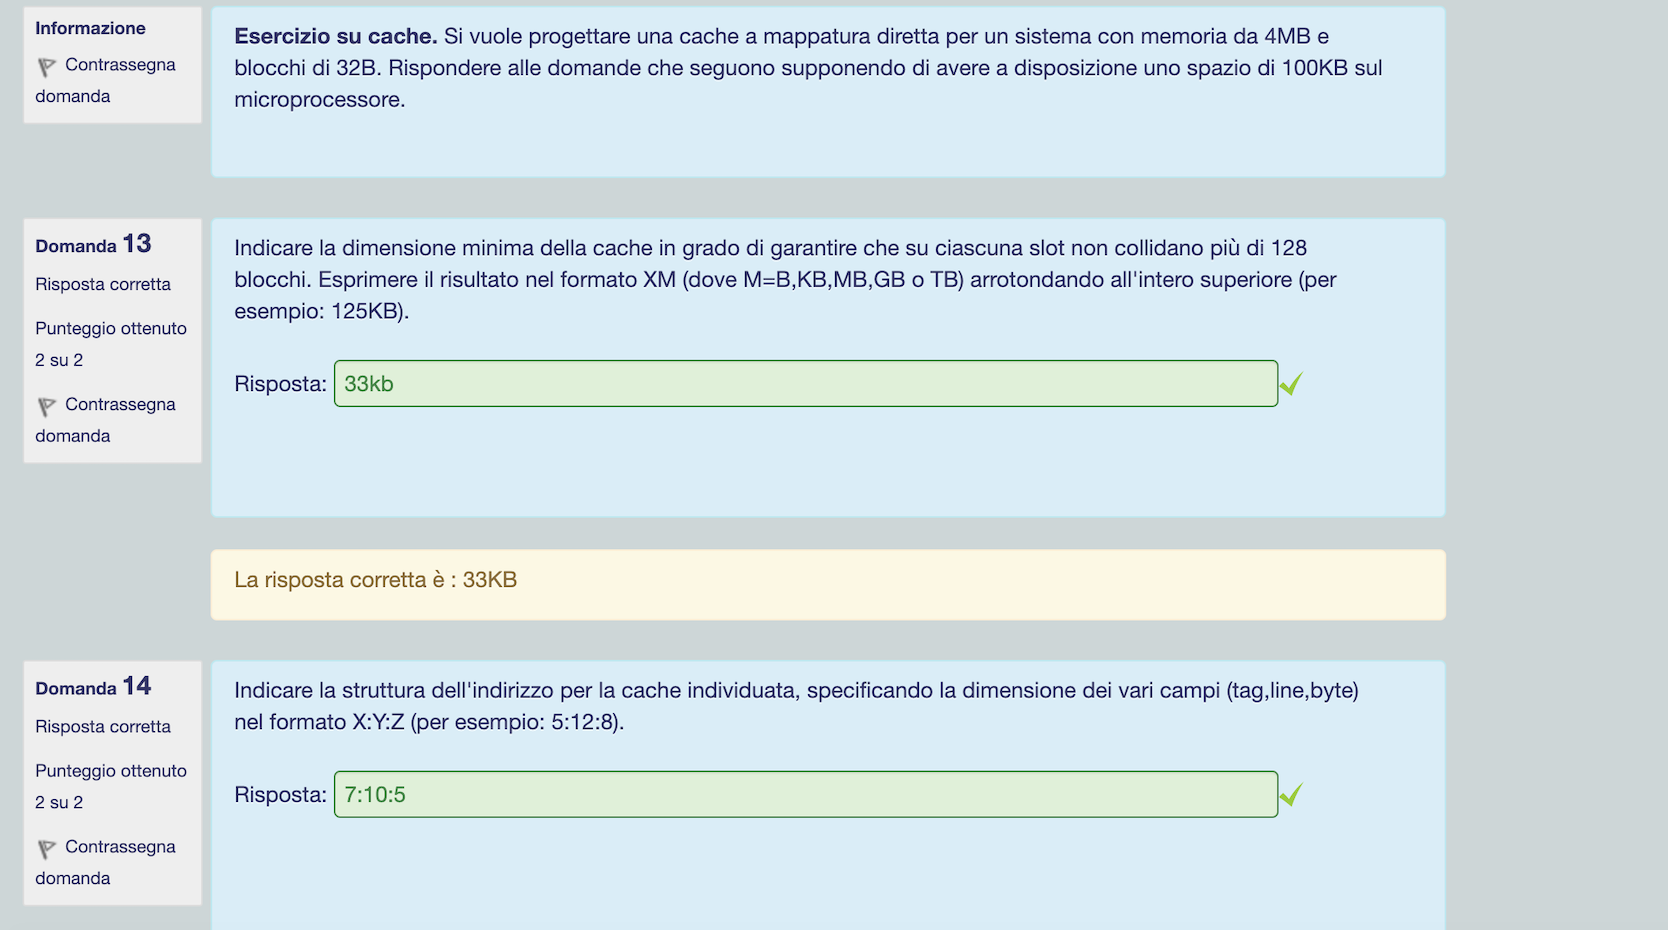 Informazione
Contrassegna
domanda
Esercizio su cache. Si vuole progettare una cache a mappatura diretta per un sistema con memoria da 4MB e
blocchi di 32B. Rispondere alle domande che seguono supponendo di avere a disposizione uno spazio di 100KB sul
microprocessore.
Domanda 13
Risposta corretta
Punteggio ottenuto
2 su 2
Contrassegna
domanda
Indicare la dimensione minima della cache in grado di garantire che su ciascuna slot non collidano più di 128
blocchi. Esprimere il risultato nel formato XM (dove M=B,KB,MB,GB o TB) arrotondando all'intero superiore (per
esempio: 125KB).
Risposta: 33kb
La risposta corretta è : 33KB
Domanda 14
Risposta corretta
Punteggio ottenuto
2 su 2
Contrassegna
domanda
Indicare la struttura dell'indirizzo per la cache individuata, specificando la dimensione dei vari campi (tag,line,byte)
nel formato X:Y:Z (per esempio: 5:12:8).
Risposta: 7:10:5